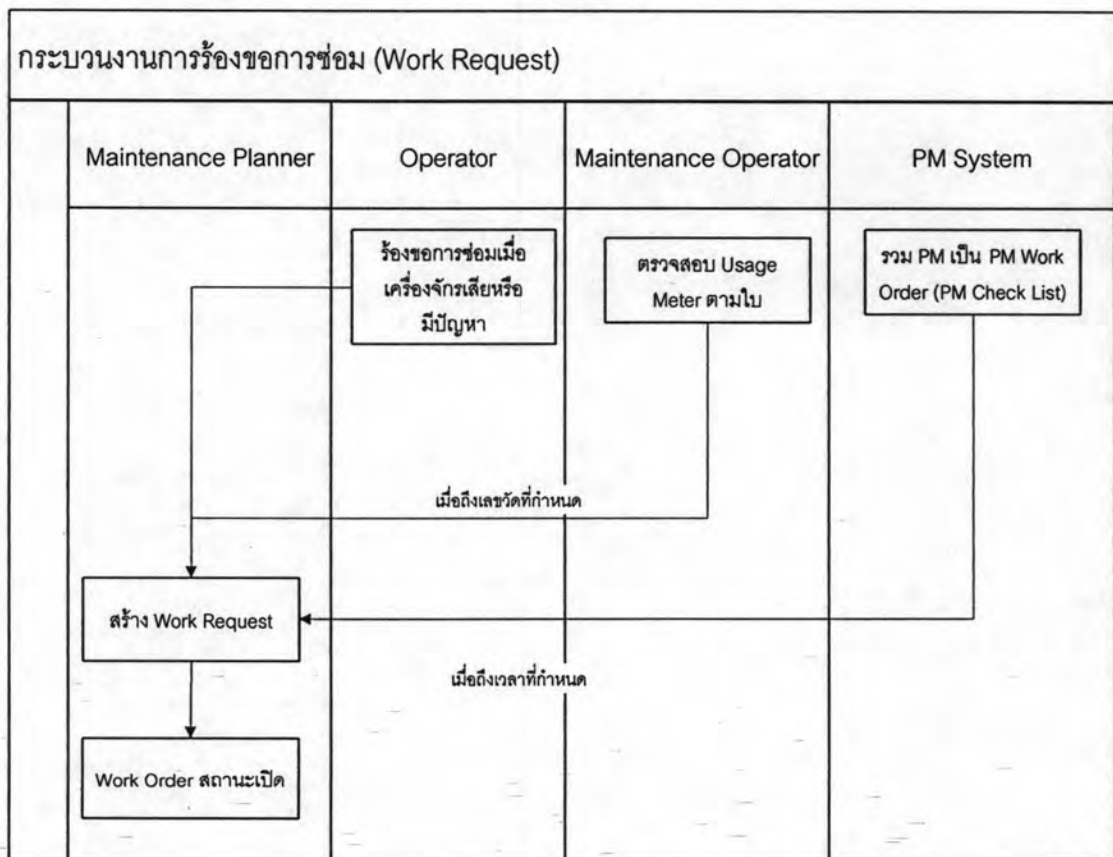 กระบวนงานการร้องขอการซ่อม (Work Request)
Maintenance Planner
Operator
Maintenance Operator
PM System
ร้องขอการซ่อมเมื่อ
เครื่องจักรเสียหรือ
มีปัญหา
ตรวจสอบ Usage
Meter ตามใบ
รวม PM เป็น PM Work
Order (PM Check List)
เมื่อถึงเลขวัดที่กำหนด
สร้าง Work Request
เมื่อถึงเวลาที่กำหนด
Work Order สถานะเปิด